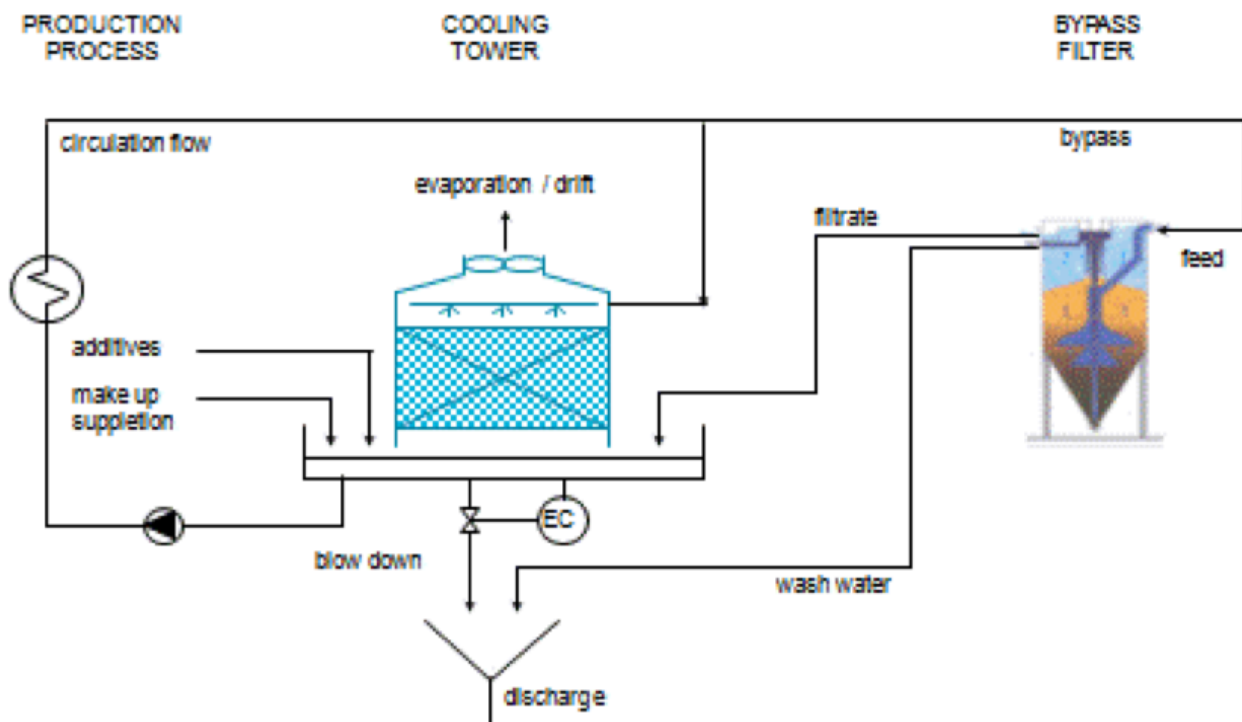 PRODUCTION
PROCESS
COOLING
TOWER
BYPASS
FILTER
circulation flow
bypass
evaporation / drift
filtrate
feed
additives
make up
suppletion
EC
blow down
wash water
discharge